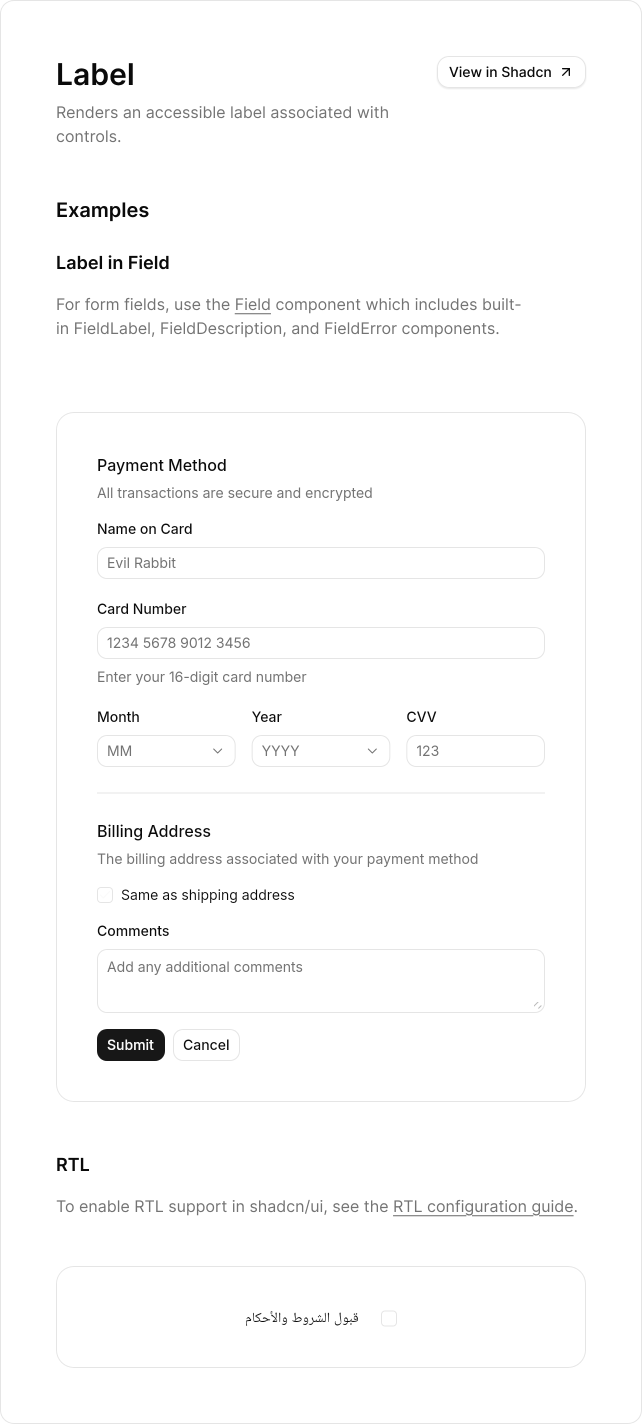 Label
View in Shadcn
Renders an accessible label associated with
controls.
Examples
Label in Field
For form fields, use the Field component which includes built-
in FieldLabel, FieldDescription, and FieldError components.
Payment Method
All transactions are secure and encrypted
Name on Card
Evil Rabbit
Card Number
1234 5678 9012 3456
Enter your 16-digit card number
Month Year CVV
MM YYYY 123
Billing Address
The billing address associated with your payment method
Same as shipping address
Comments
Add any additional comments
Submit Cancel
RTL
To enable RTL support in shadcn/ui, see the RTL configuration guide.
قبول الشروط والأحكام